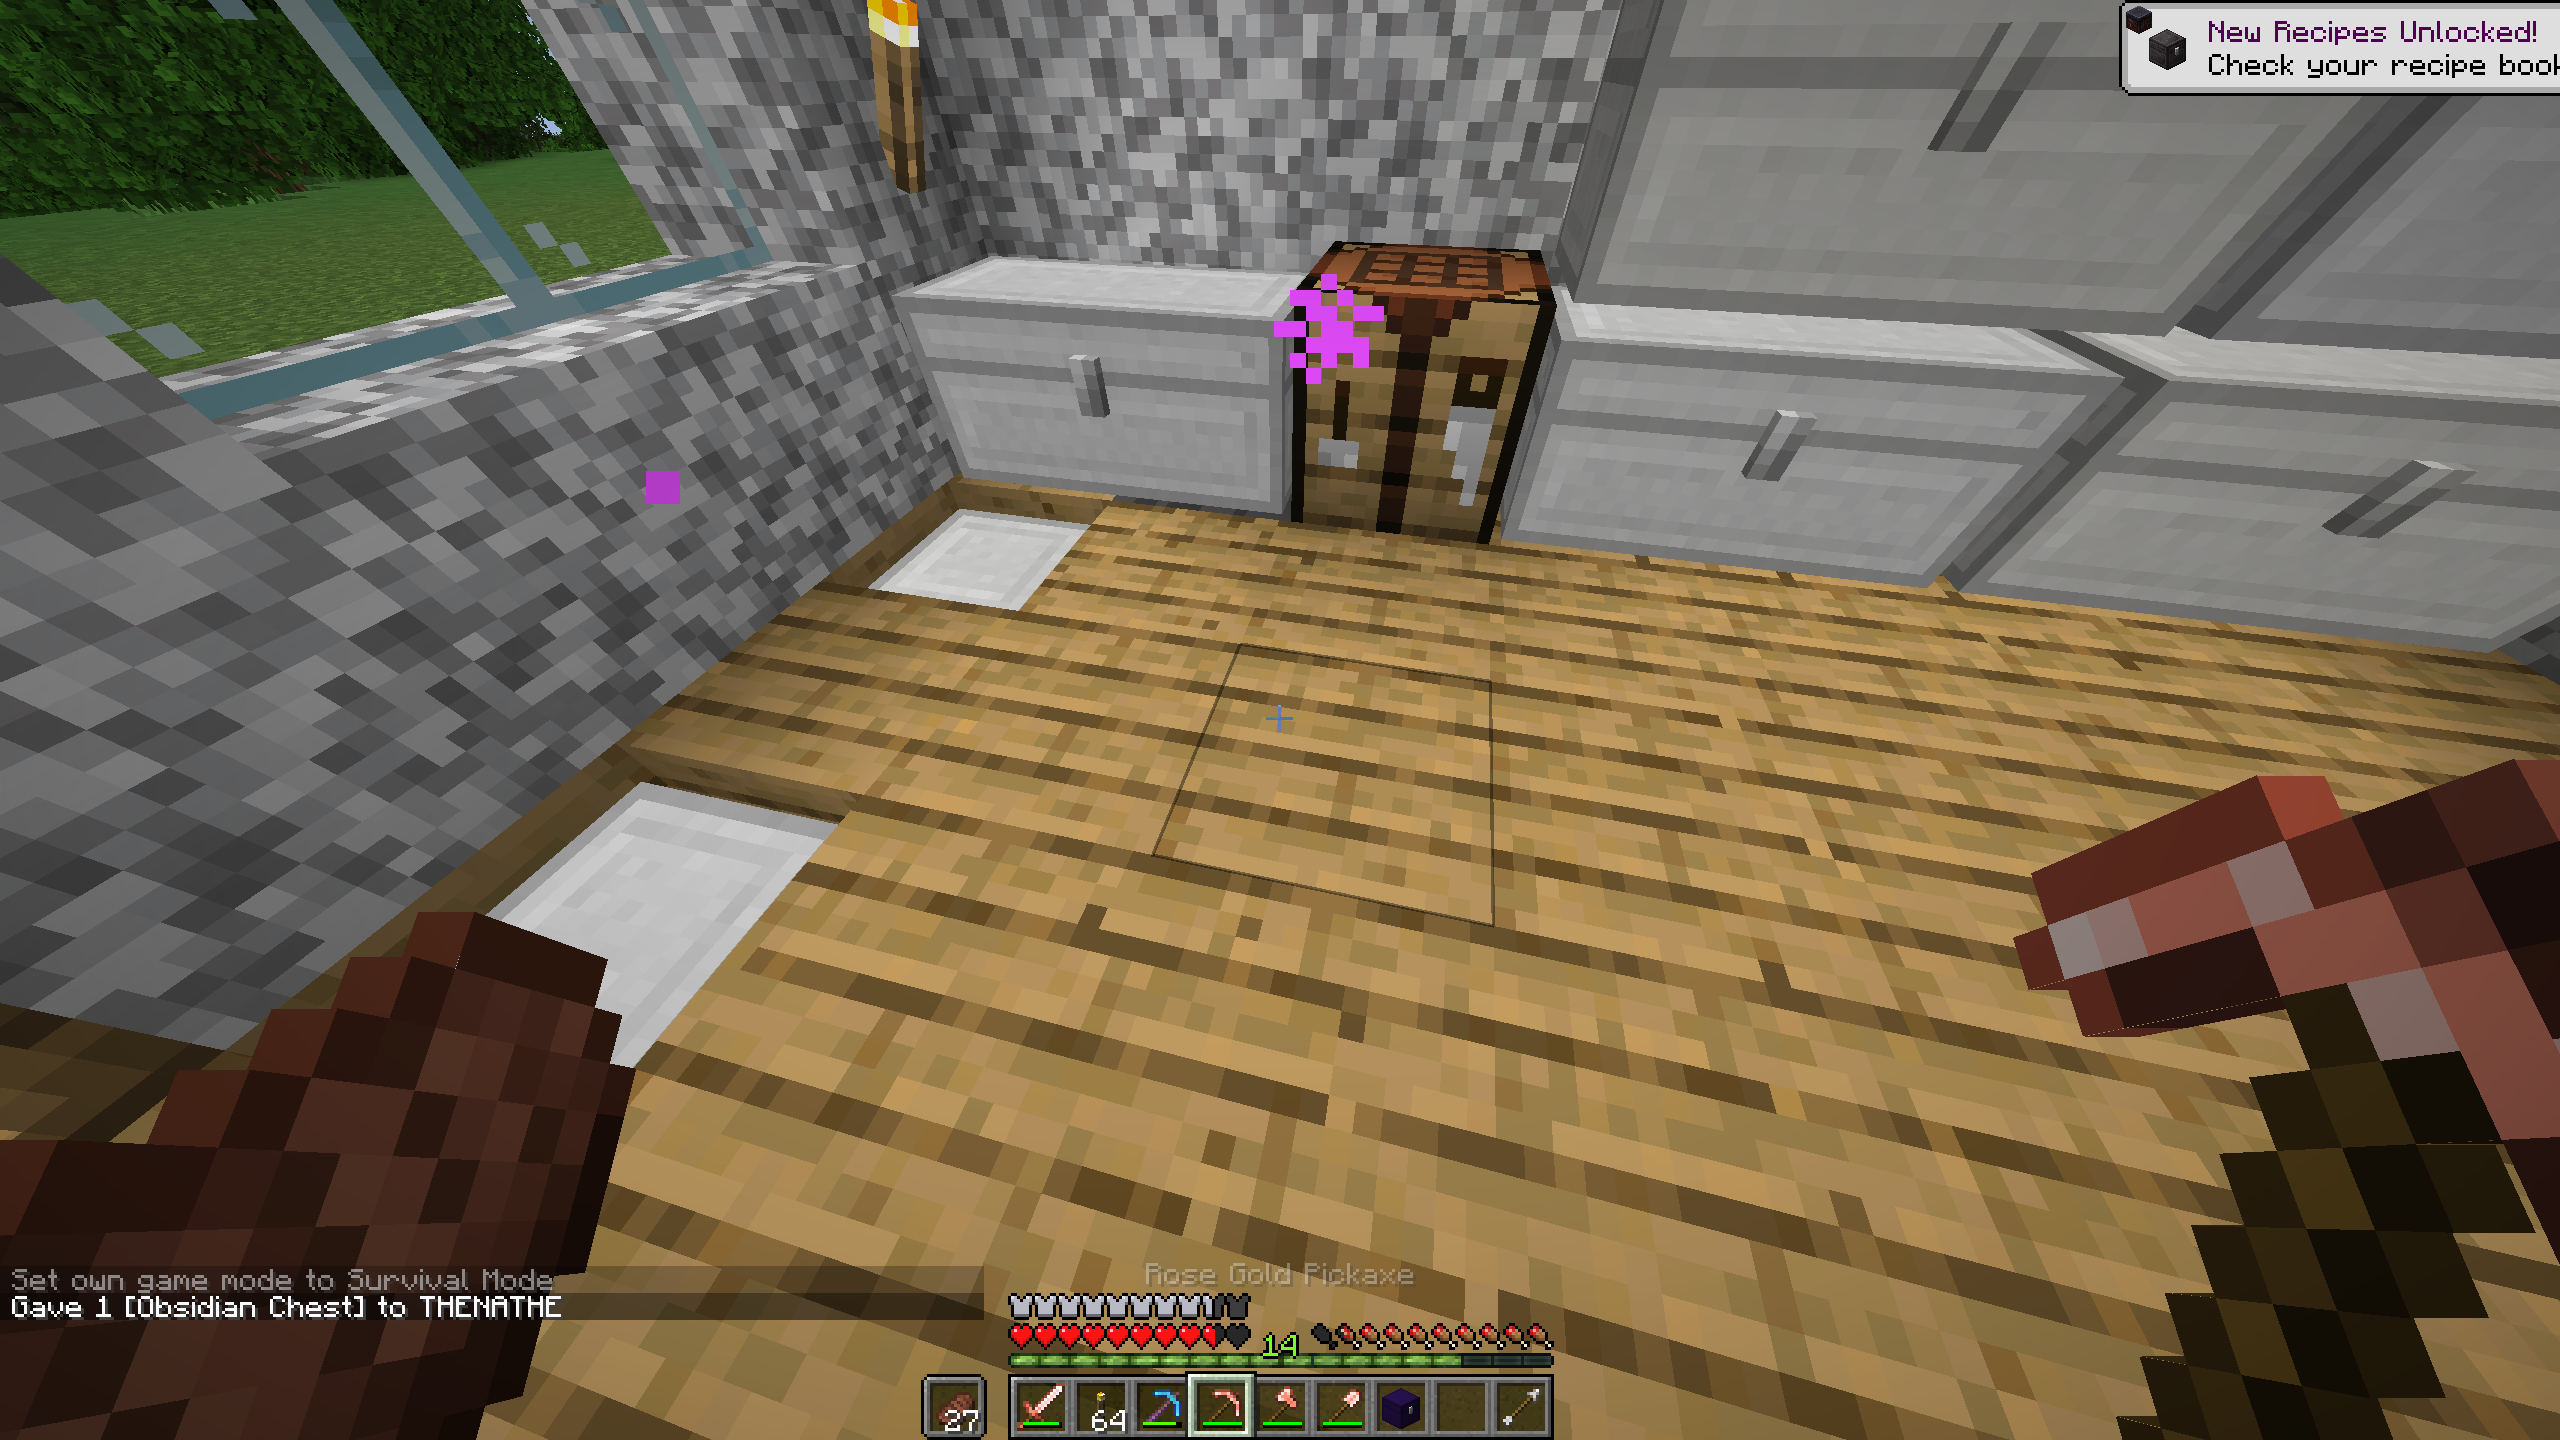 New Recipes Unlocked!
Check your recipe book
Set own game mode to Survival Mode
Gave 1 [Obsidian Chest] to THENATHE
Rose Gold Pickaxe
14
27
64